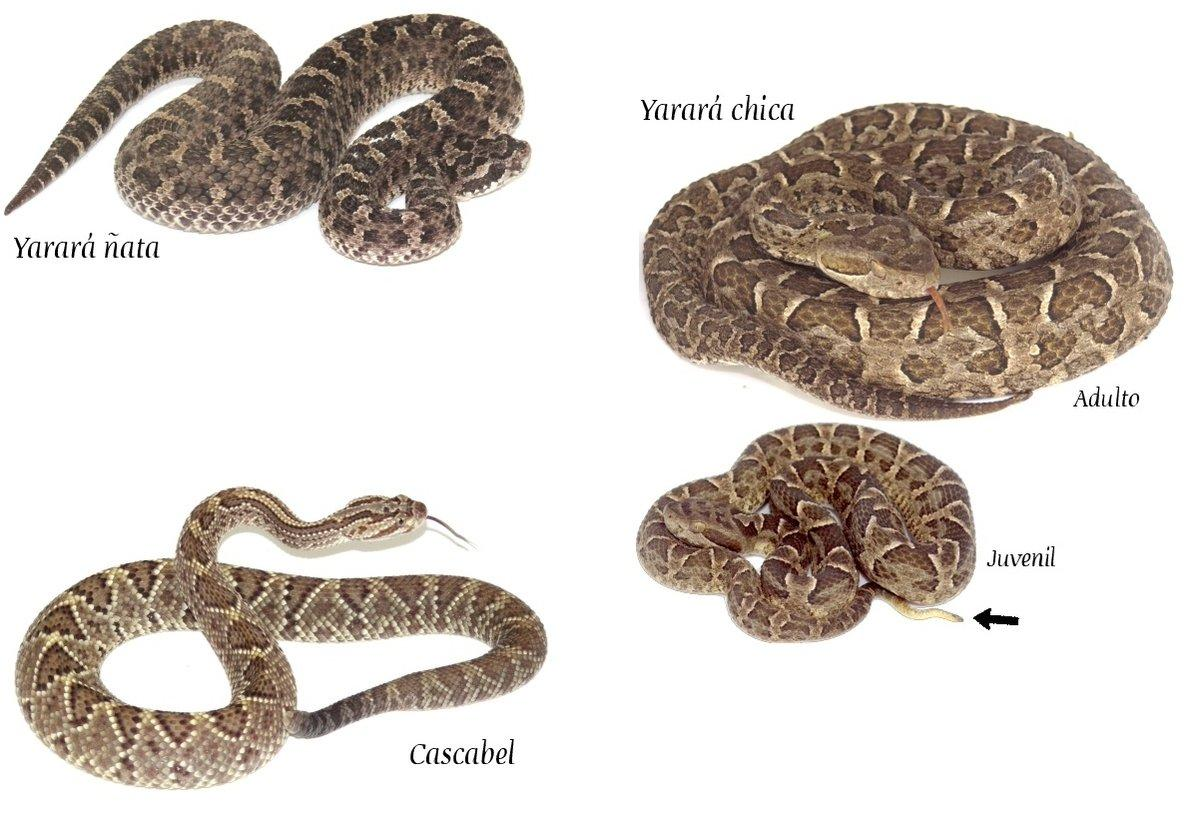 Yarará ñata
Yarará chica
Adulto
Juvenil
Cascabel